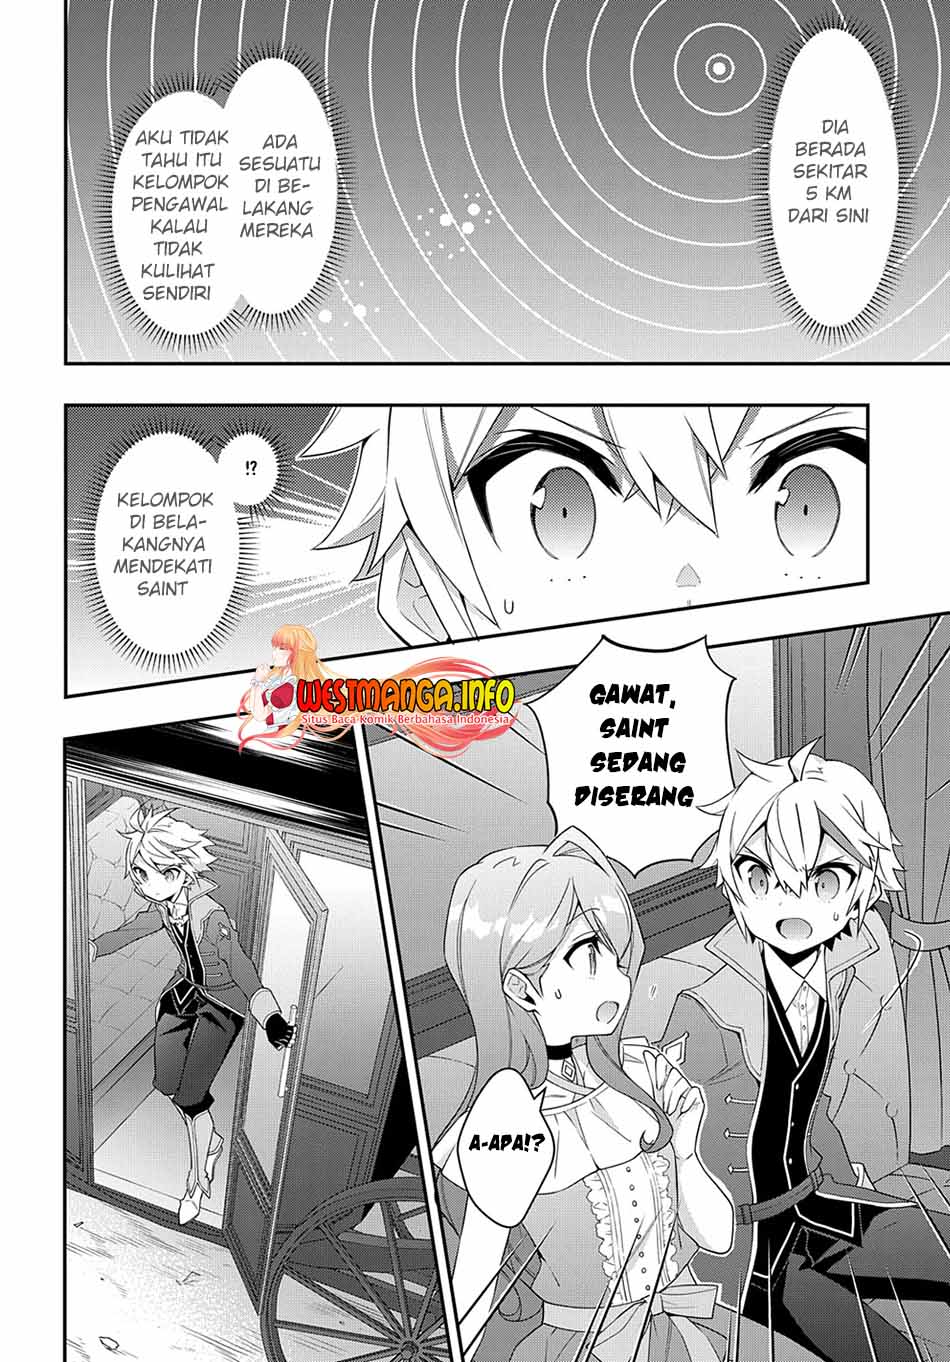 DIA
BERADA
SEKITAR
5 KM
DARI SINI
ADA
SESUATU
DI BE-
LAKANG
MEREKA
AKU TIDAK
TAHU ITU
KELOMPOK
PENGAWAL
KALAU
TIDAK
KULIHAT
SENDIRI
!?
KELOMPOK
DI BELA-
KANGNYA
MENDEKATI
SAINT
WESTMANGA.INFO
Situs Baca Komik Berbahasa Indonesia
GAWAT,
SAINT
SEDANG
DISERANG
A-APA!?